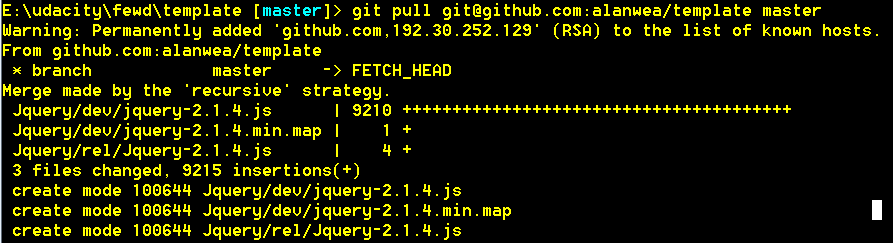 E:\udacity\fewd\template [master]> git pull git@github.com:alanwea/template master
Warning: Permanently added 'github.com,192.30.252.129' (RSA) to the list of known hosts.
From github.com:alanwea/template
 * branch            master     -> FETCH_HEAD
Merge made by the 'recursive' strategy.
 Jquery/dev/jquery-2.1.4.js      | 9210 +++++++++++++++++++++++++++++++++++++++
 Jquery/dev/jquery-2.1.4.min.map |    1 +
 Jquery/rel/Jquery-2.1.4.js      |    4 +
 3 files changed, 9215 insertions(+)
 create mode 100644 Jquery/dev/jquery-2.1.4.js
 create mode 100644 Jquery/dev/jquery-2.1.4.min.map
 create mode 100644 Jquery/rel/Jquery-2.1.4.js